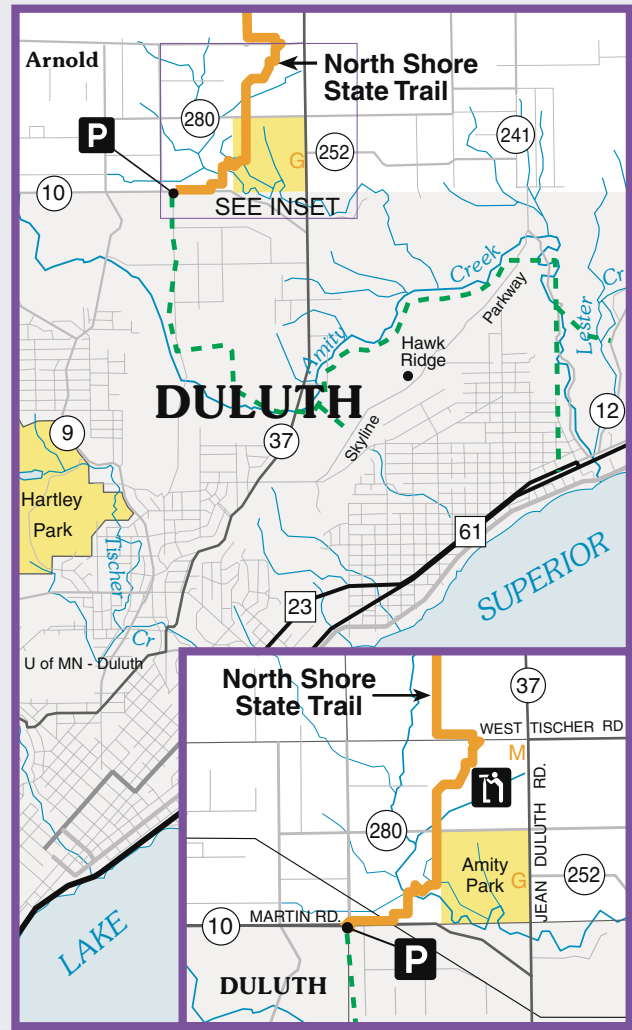 Arnold
North Shore
State Trail
280
241
P
G
252
10
SEE INSET
Creek
Amity
Parkway
Cr
Lester
Hawk
Ridge
DULUTH
12
9
37
Skyline
Hartley
Park
61
Tischer
SUPERIOR
23
Cr
U of MN - Duluth
North Shore
State Trail
37
WEST TISCHER RD
M
JEAN DULUTH RD.
280
Amity
Park
G
252
10
MARTIN RD.
P
LAKE
DULUTH